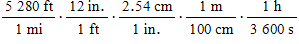 5 280 ft / 1 mi · 12 in. / 1 ft · 2.54 cm / 1 in. · 1 m / 100 cm · 1 h / 3 600 s